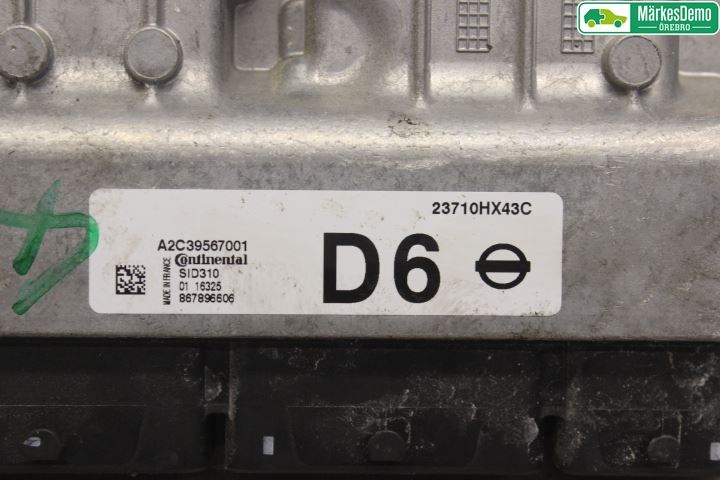 MärkesDemo
ÖREBRO
23710HX43C
A2C39567001
Continental
SID310
01 16325
867896606
MADE IN FRANCE
D6